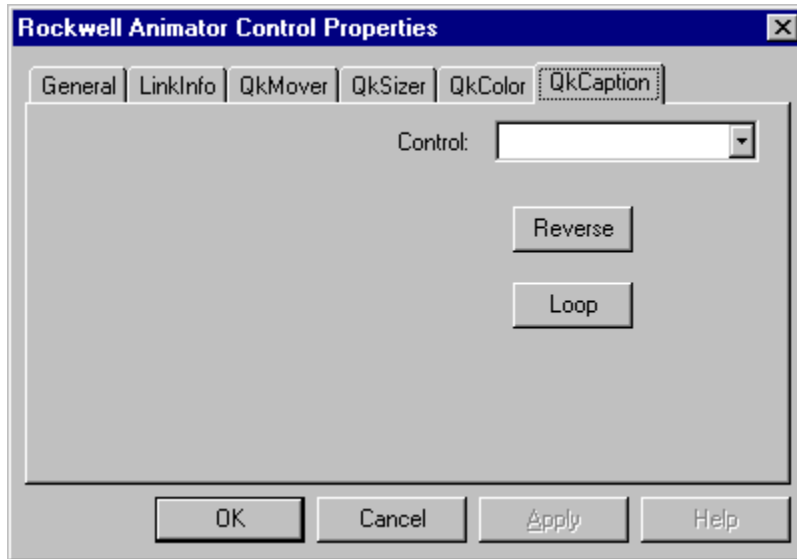 Rockwell Animator Control Properties
General LinkInfo QkMover QkSizer QkColor QkCaption
Control:
Reverse
Loop
OK Cancel Apply Help